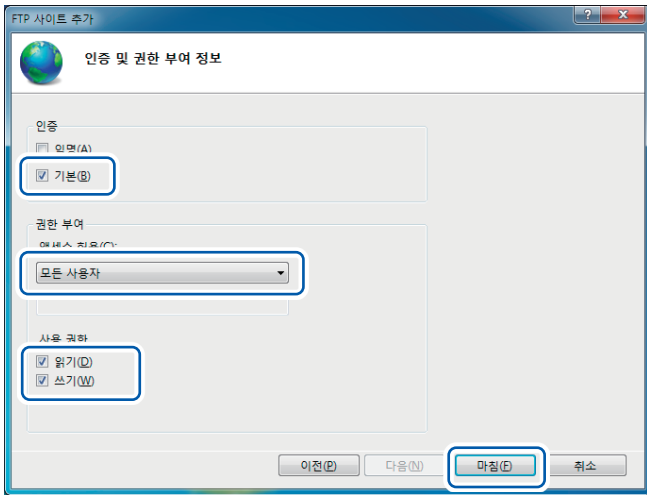 FTP 사이트 추가
인증 및 권한 부여 정보
인증
익명(A)
기본(B)
권한 부여
액세스 허용(C):
모든 사용자
사용 권한
읽기(D)
쓰기(W)
이전(P) 다음(N) 마침(F) 취소